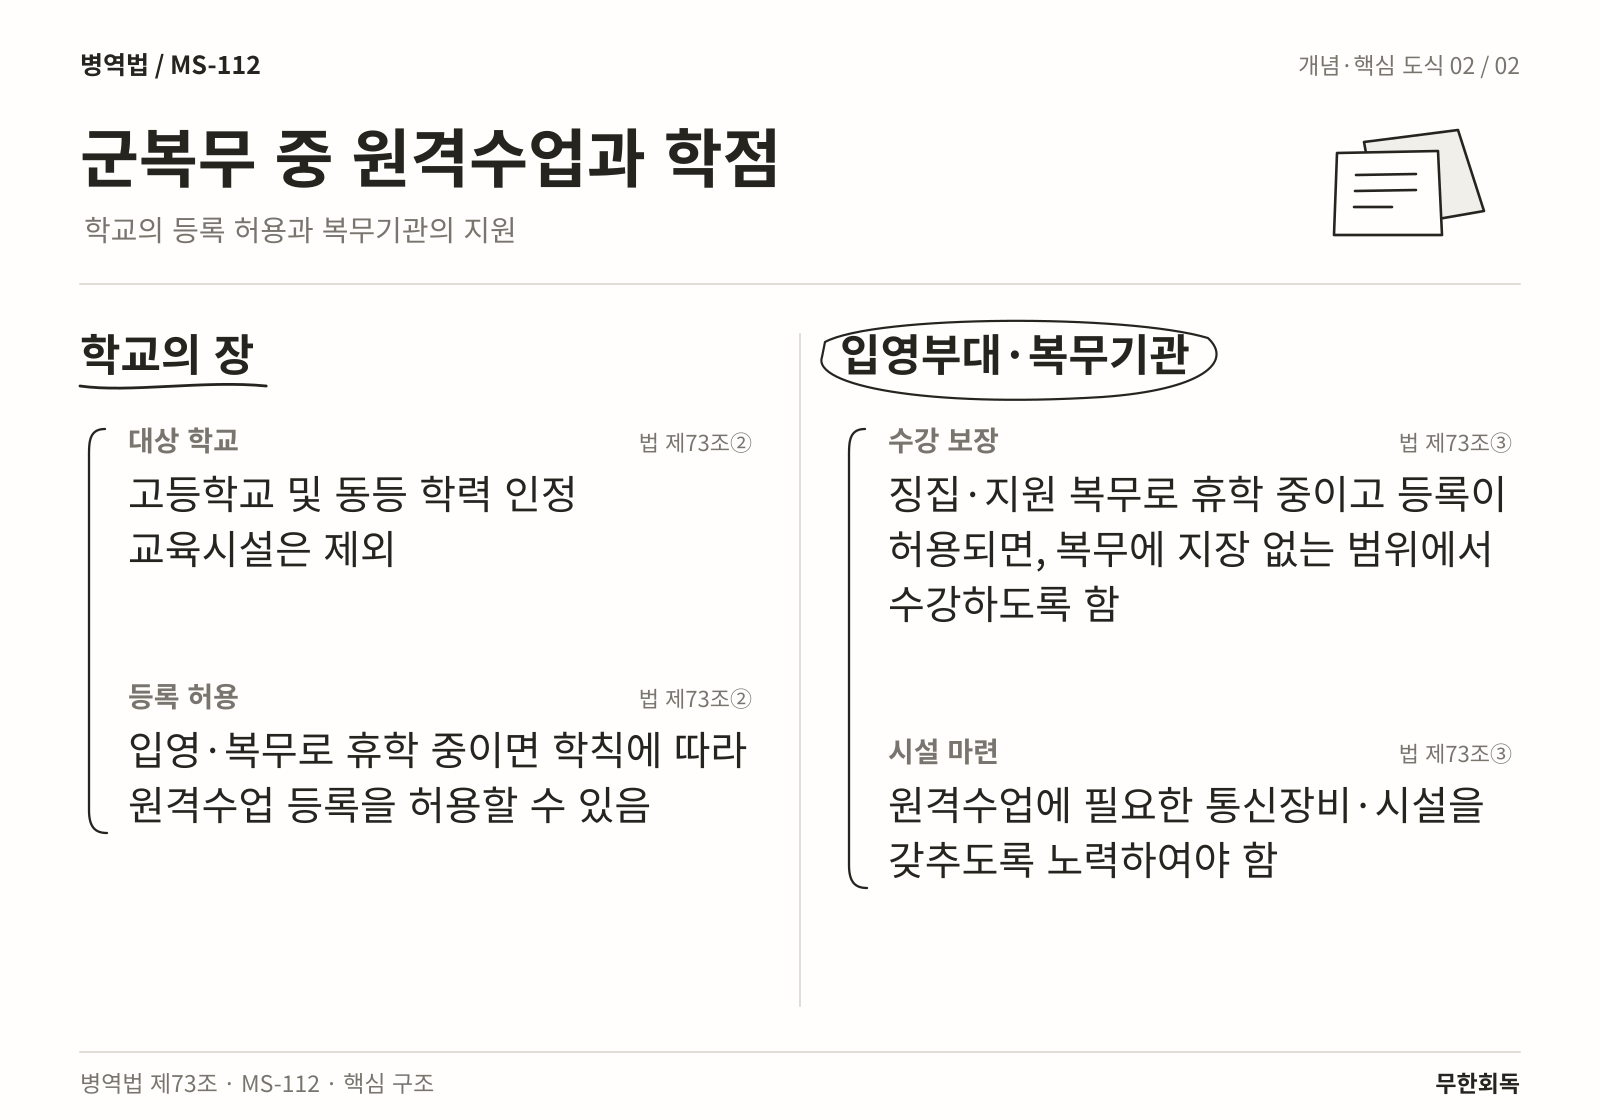 병역법 / MS-112
개념·핵심 도식 02 / 02
군복무 중 원격수업과 학점
학교의 등록 허용과 복무기관의 지원
학교의 장
대상 학교
법 제73조②
고등학교 및 동등 학력 인정
교육시설은 제외
등록 허용
법 제73조②
입영·복무로 휴학 중이면 학칙에 따라
원격수업 등록을 허용할 수 있음
입영부대·복무기관
수강 보장
법 제73조③
징집·지원 복무로 휴학 중이고 등록이
허용되면, 복무에 지장 없는 범위에서
수강하도록 함
시설 마련
법 제73조③
원격수업에 필요한 통신장비·시설을
갖추도록 노력하여야 함
병역법 제73조 · MS-112 · 핵심 구조
무한회독